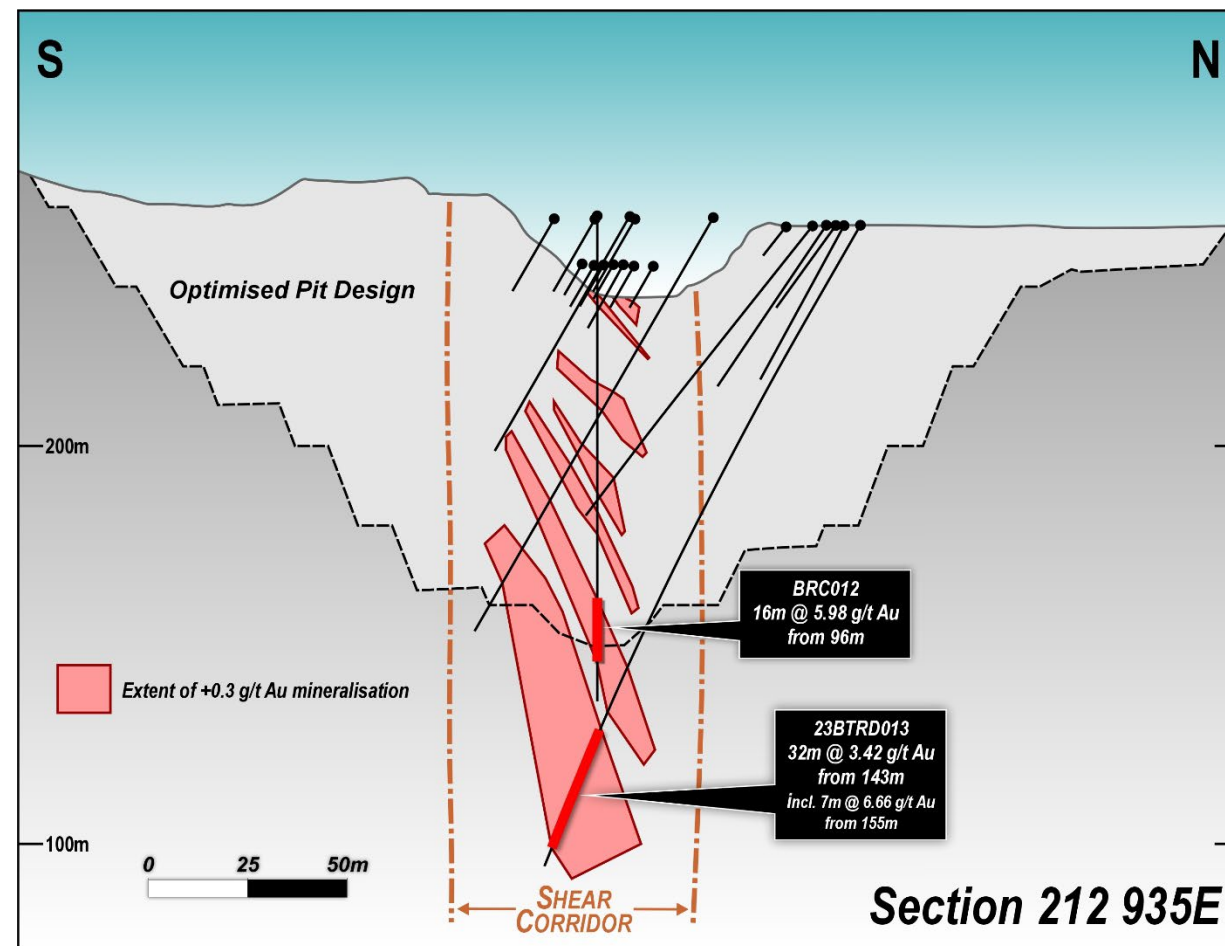 S
N
Optimised Pit Design
200m
BRC012
16m @ 5.98 g/t Au
from 96m
Extent of +0.3 g/t Au mineralisation
23BTRD013
32m @ 3.42 g/t Au
from 143m
incl. 7m @ 6.66 g/t Au
from 155m
100m
0 25 50m
SHEAR
CORRIDOR
Section 212 935E